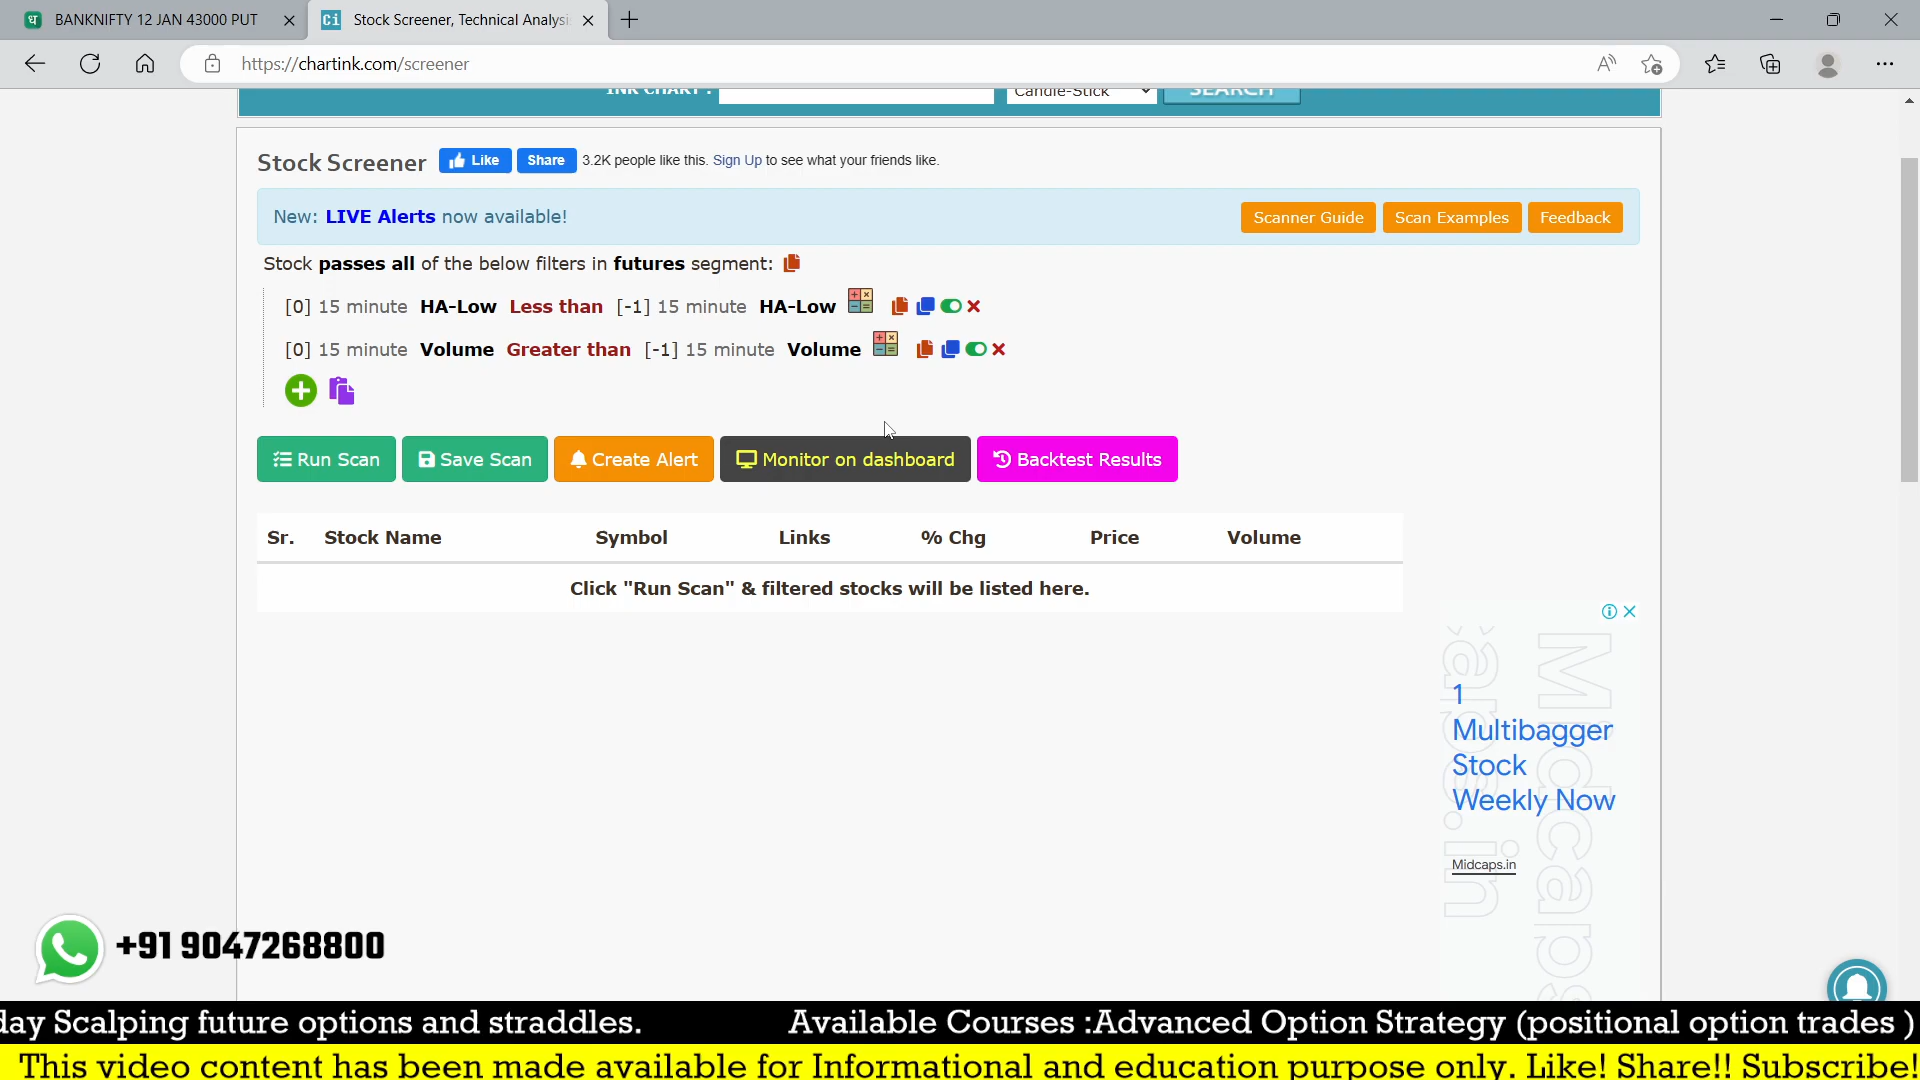 BANKNIFTY 12 JAN 43000 PUT
Stock Screener, Technical Analysi
https://chartink.com/screener
INK CHART :
Candle-Stick
SEARCH
Stock Screener
Like
Share
3.2K people like this. Sign Up to see what your friends like.
New: LIVE Alerts now available!
Scanner Guide
Scan Examples
Feedback
Stock passes all of the below filters in futures segment:
[0] 15 minute HA-Low Less than [-1] 15 minute HA-Low
[0] 15 minute Volume Greater than [-1] 15 minute Volume
Run Scan
Save Scan
Create Alert
Monitor on dashboard
Backtest Results
Sr. Stock Name Symbol Links % Chg Price Volume
Click "Run Scan" & filtered stocks will be listed here.
1
Multibagger
Stock
Weekly Now
Midcaps.in
+91 9047268800
day Scalping future options and straddles. Available Courses :Advanced Option Strategy (positional option trades )
This video content has been made available for Informational and education purpose only. Like! Share!! Subscribe!